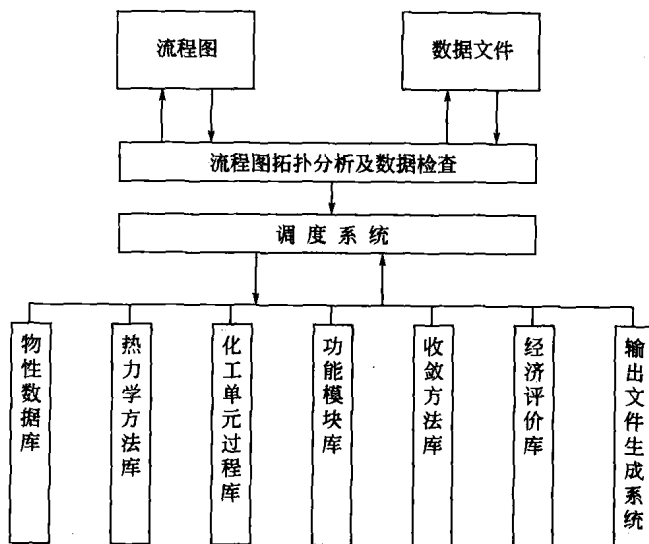 流程图
数据文件
流程图拓扑分析及数据检查
调度系统
物性数据库
热力学方法库
化工单元过程库
功能模块库
收敛方法库
经济评价库
输出文件生成系统